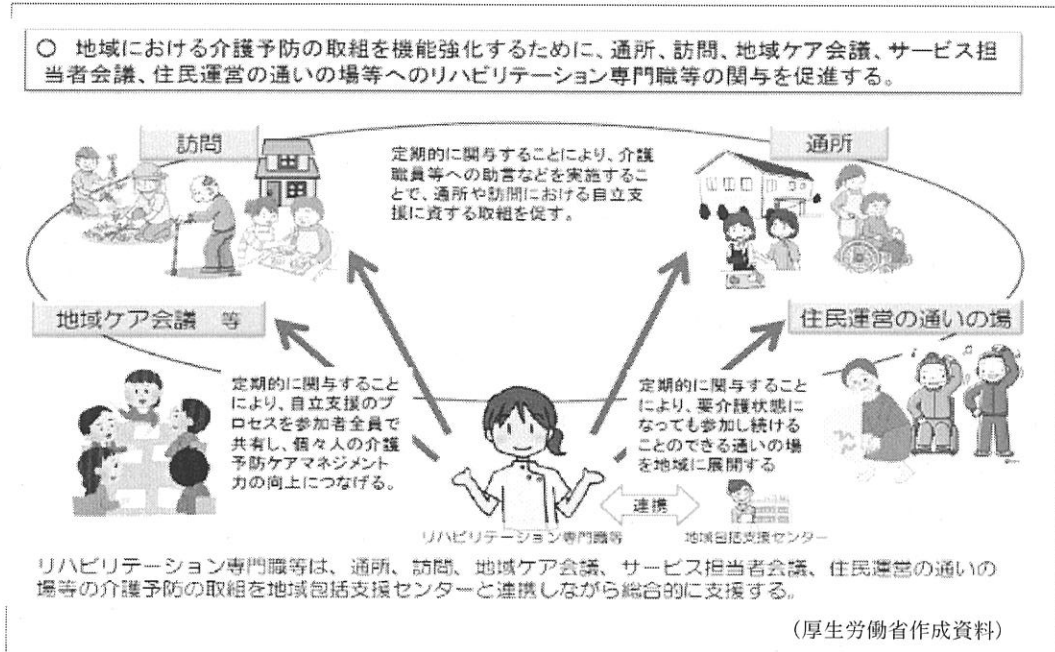 ○ 地域における介護予防の取組を機能強化するために、通所、訪問、地域ケア会議、サービス担
当者会議、住民運営の通いの場等へのリハビリテーション専門職等の関与を促進する。
訪問
通所
定期的に関与することにより、介護
職員等への助言などを実施するこ
とで、通所や訪問における自立支
援に資する取組を促す。
地域ケア会議 等
住民運営の通いの場
定期的に関与すること
により、自立支援のプ
ロセスを参加者全員で
共有し、個々人の介護
予防ケアマネジメント
力の向上につなげる。
定期的に関与すること
により、要介護状態に
なっても参加し続ける
ことのできる通いの場
を地域に展開する
連携
リハビリテーション専門職等
地域包括支援センター
リハビリテーション専門職等は、通所、訪問、地域ケア会議、サービス担当者会議、住民運営の通いの
場等の介護予防の取組を地域包括支援センターと連携しながら総合的に支援する。
(厚生労働省作成資料)